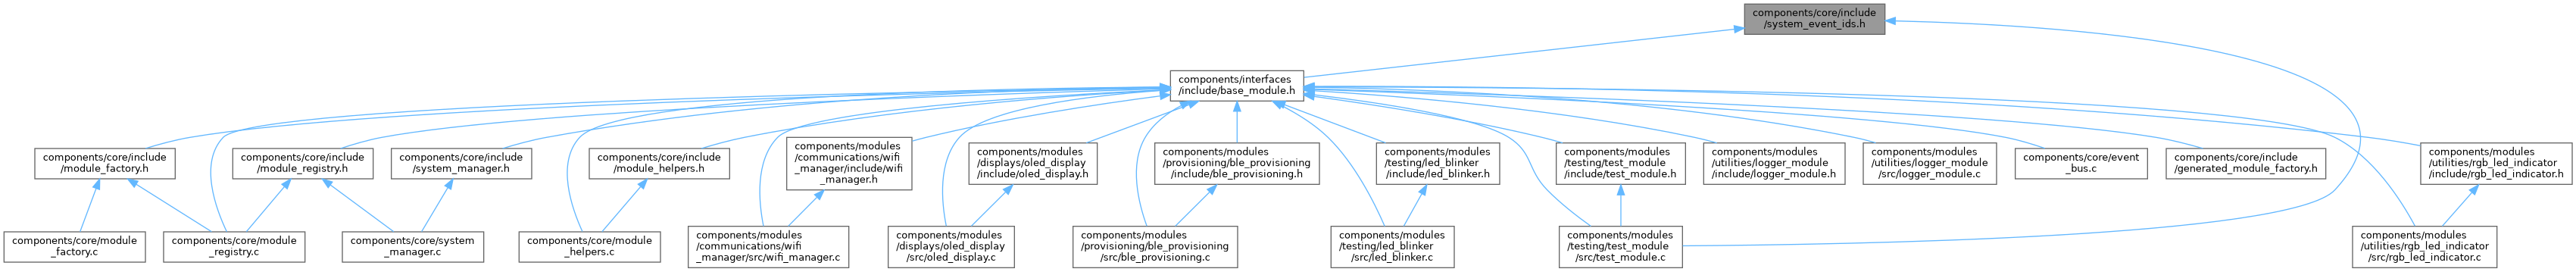 components/core/include
/system_event_ids.h
components/interfaces
/include/base_module.h
components/core/include
/module_factory.h
components/core/include
/module_registry.h
components/core/include
/system_manager.h
components/core/include
/module_helpers.h
components/modules
/communications/wifi
_manager/include/wifi
_manager.h
components/modules
/displays/oled_display
/include/oled_display.h
components/modules
/provisioning/ble_provisioning
/include/ble_provisioning.h
components/modules
/testing/led_blinker
/include/led_blinker.h
components/modules
/testing/test_module
/include/test_module.h
components/modules
/utilities/logger_module
/include/logger_module.h
components/modules
/utilities/logger_module
/src/logger_module.c
components/core/event
_bus.c
components/core/include
/generated_module_factory.h
components/modules
/utilities/rgb_led_indicator
/include/rgb_led_indicator.h
components/core/module
_factory.c
components/core/module
_registry.c
components/core/system
_manager.c
components/core/module
_helpers.c
components/modules
/communications/wifi
_manager/src/wifi_manager.c
components/modules
/displays/oled_display
/src/oled_display.c
components/modules
/provisioning/ble_provisioning
/src/ble_provisioning.c
components/modules
/testing/led_blinker
/src/led_blinker.c
components/modules
/testing/test_module
/src/test_module.c
components/modules
/utilities/rgb_led_indicator
/src/rgb_led_indicator.c